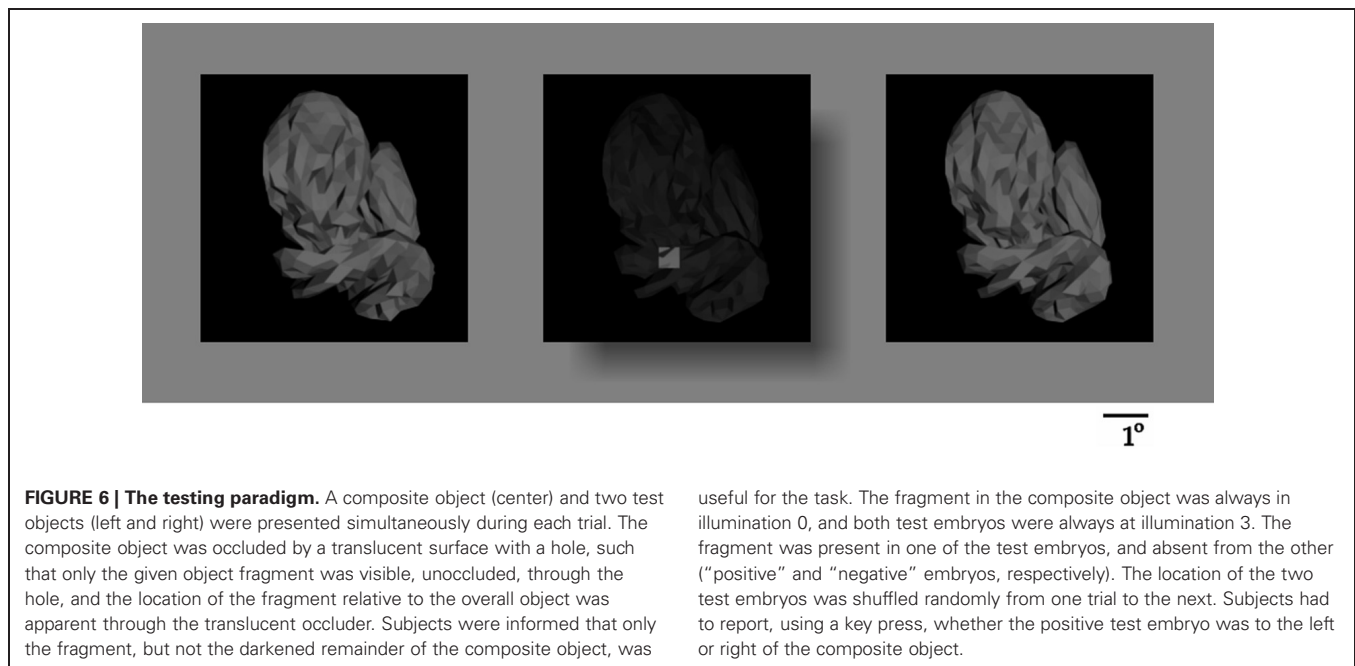 1°
FIGURE 6 | The testing paradigm. A composite object (center) and two test
objects (left and right) were presented simultaneously during each trial. The
composite object was occluded by a translucent surface with a hole, such
that only the given object fragment was visible, unoccluded, through the
hole, and the location of the fragment relative to the overall object was
apparent through the translucent occluder. Subjects were informed that only
the fragment, but not the darkened remainder of the composite object, was
useful for the task. The fragment in the composite object was always in
illumination 0, and both test embryos were always at illumination 3. The
fragment was present in one of the test embryos, and absent from the other
(“positive” and “negative” embryos, respectively). The location of the two
test embryos was shuffled randomly from one trial to the next. Subjects had
to report, using a key press, whether the positive test embryo was to the left
or right of the composite object.